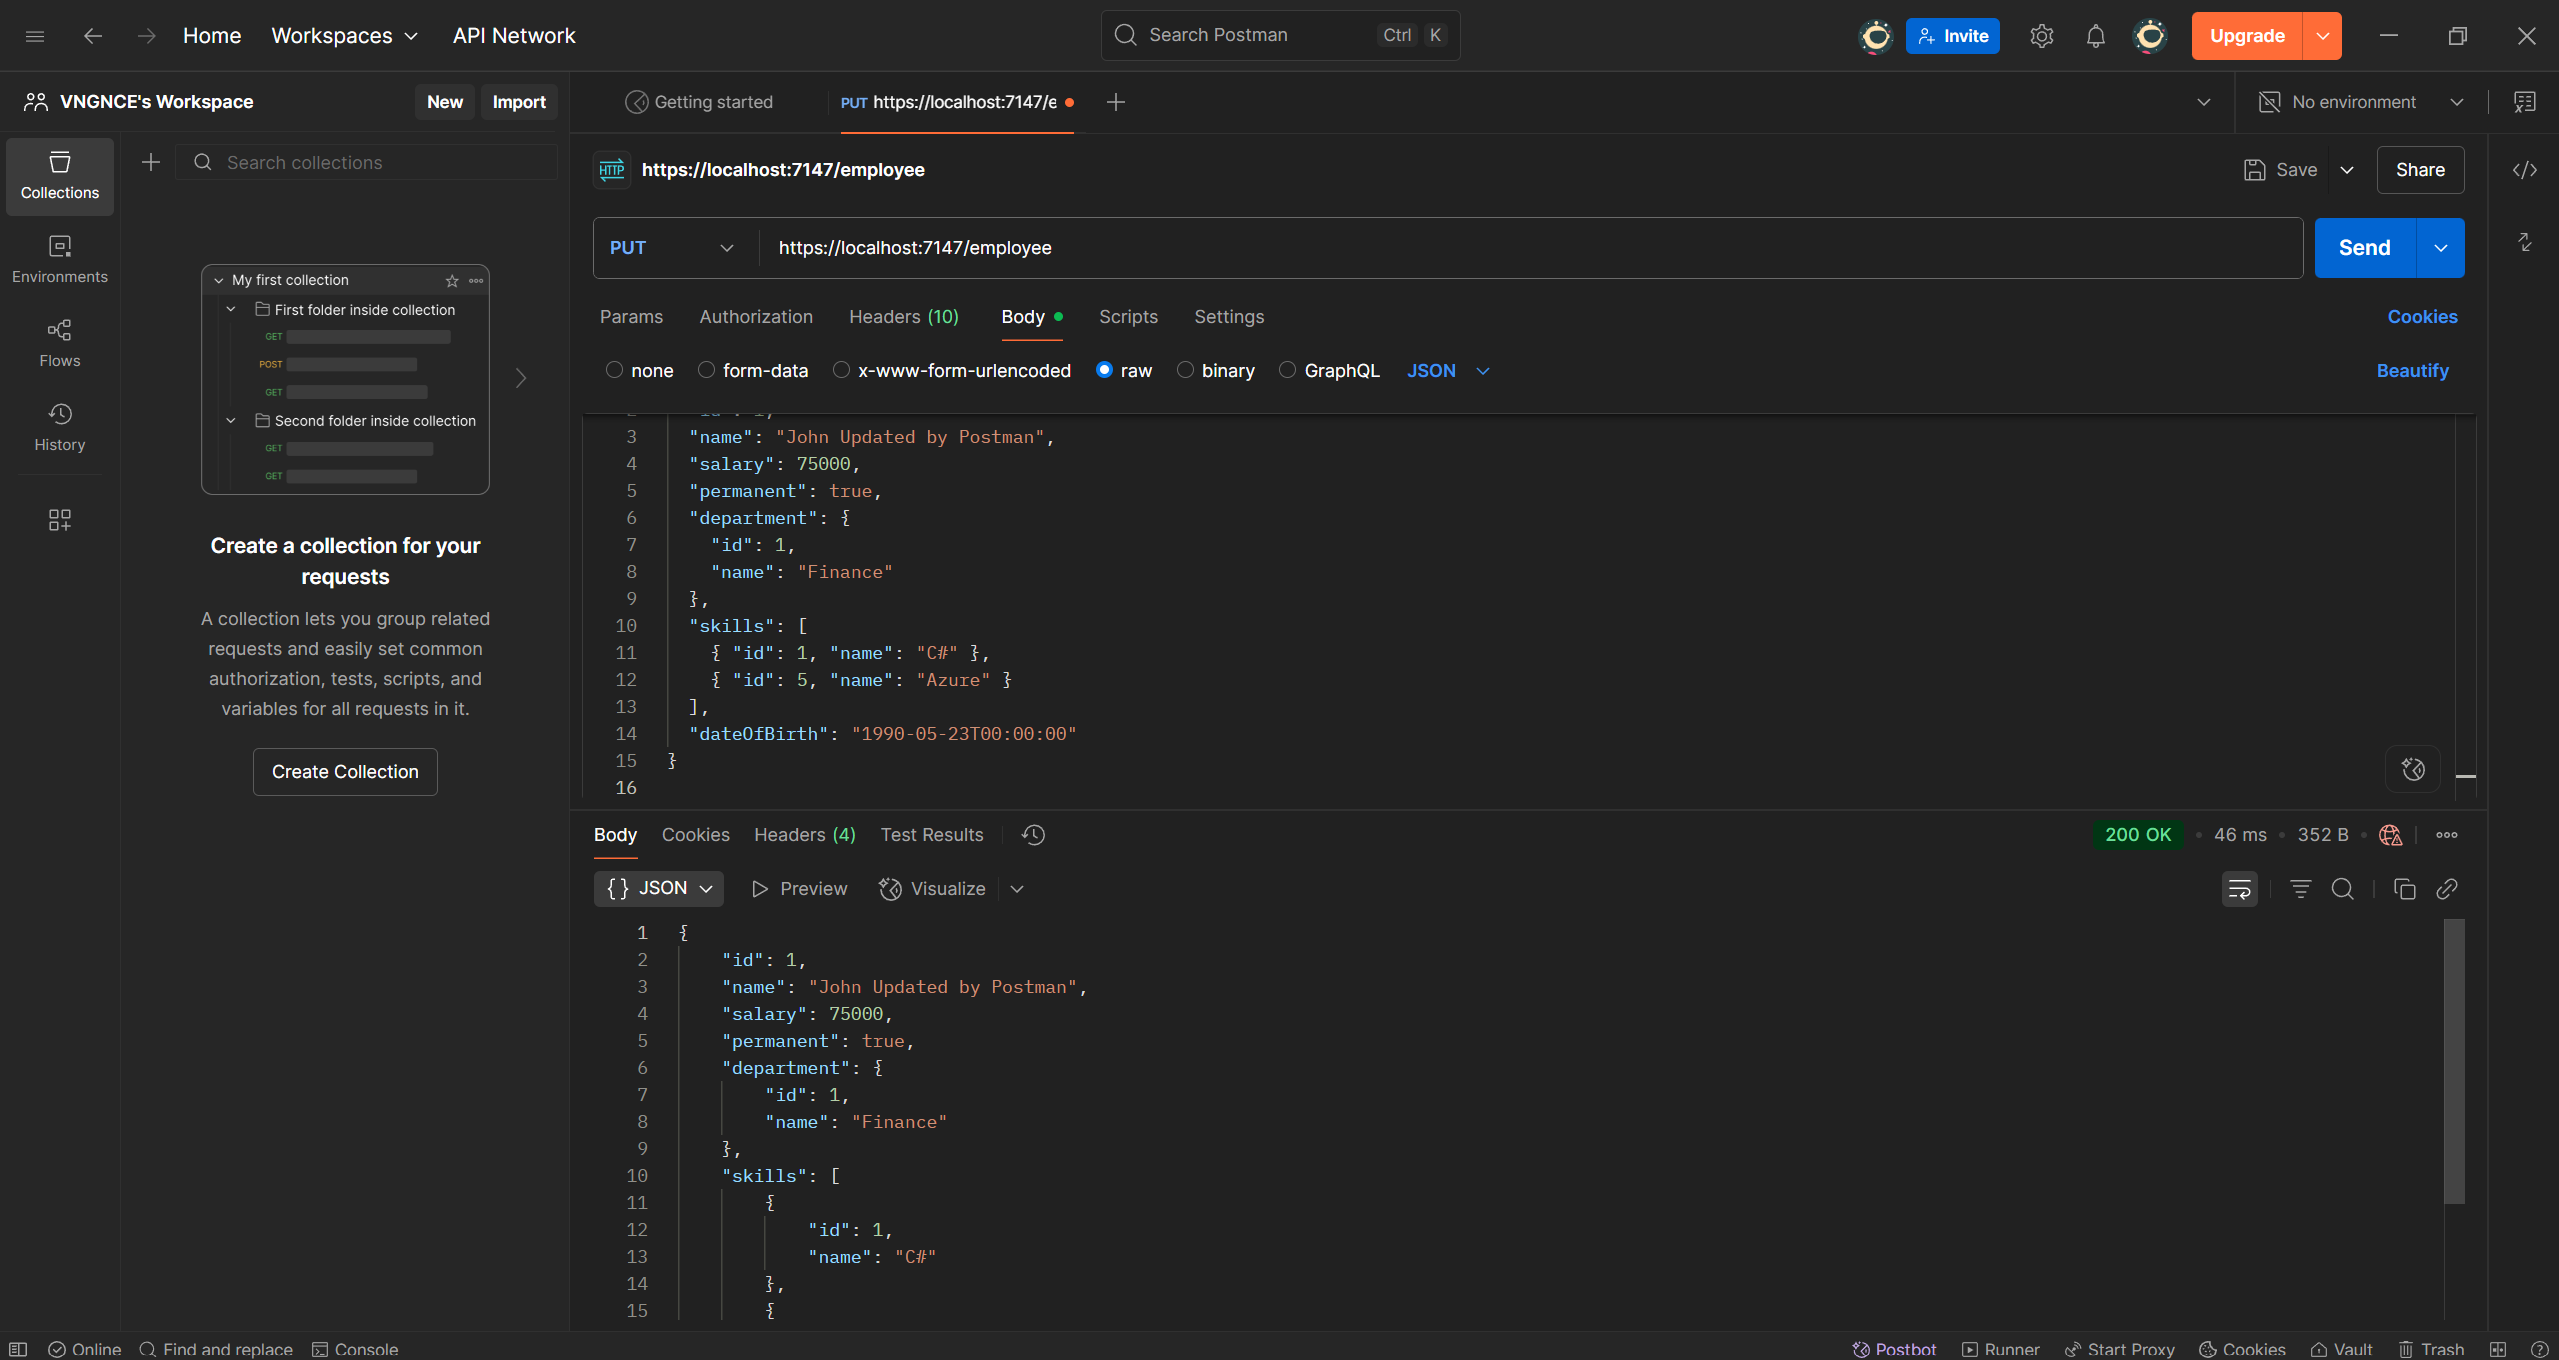 Home Workspaces API Network Search Postman Ctrl K Invite Upgrade
VNGNCE's Workspace New Import Getting started PUT https://localhost:7147/e No environment
Collections
Search collections
Environments
Flows
History
My first collection
First folder inside collection
GET
POST
GET
Second folder inside collection
GET
GET
Create a collection for your
requests
A collection lets you group related
requests and easily set common
authorization, tests, scripts, and
variables for all requests in it.
Create Collection
HTTP https://localhost:7147/employee Save Share
PUT https://localhost:7147/employee Send
Params Authorization Headers (10) Body Scripts Settings Cookies
none form-data x-www-form-urlencoded raw binary GraphQL JSON Beautify
3 "name": "John Updated by Postman",
4 "salary": 75000,
5 "permanent": true,
6 "department": {
7 "id": 1,
8 "name": "Finance"
9 },
10 "skills": [
11 { "id": 1, "name": "C#" },
12 { "id": 5, "name": "Azure" }
13 ],
14 "dateOfBirth": "1990-05-23T00:00:00"
15 }
16
Body Cookies Headers (4) Test Results 200 OK 46 ms 352 B
{} JSON Preview Visualize
1 {
2 "id": 1,
3 "name": "John Updated by Postman",
4 "salary": 75000,
5 "permanent": true,
6 "department": {
7 "id": 1,
8 "name": "Finance"
9 },
10 "skills": [
11 {
12 "id": 1,
13 "name": "C#"
14 },
15 {
Online Find and replace Console Postbot Runner Start Proxy Cookies Vault Trash